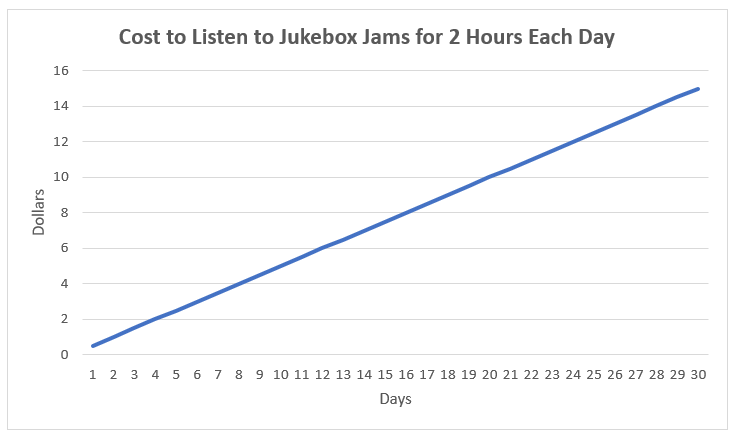 Cost to Listen to Jukebox Jams for 2 Hours Each Day
16
14
12
10
8
6
4
2
0
Dollars
1 2 3 4 5 6 7 8 9 10 11 12 13 14 15 16 17 18 19 20 21 22 23 24 25 26 27 28 29 30
Days